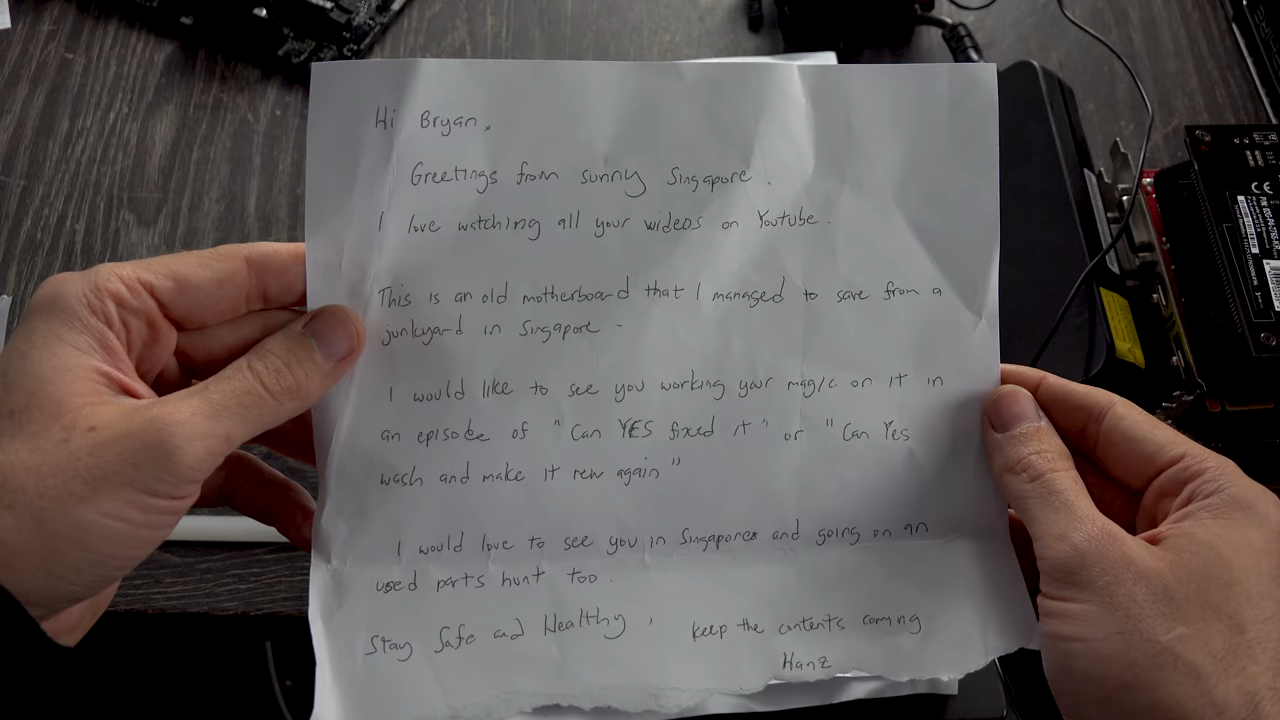 Hi Bryan.
Greetings from sunny Singapore.
I love watching all your wideos on Youtube.
This is an old motherboard that I managed to save from a
junkyard in Singapore -
I would like to see you working your magic on it in
an episode of "Can YES fixed it" or "Can Yes
wash and make it new again"
I would love to see you in Singapore and going on an
used parts hunt too.
Stay Safe and Healthy, keep the contents coming
Hanz
CE